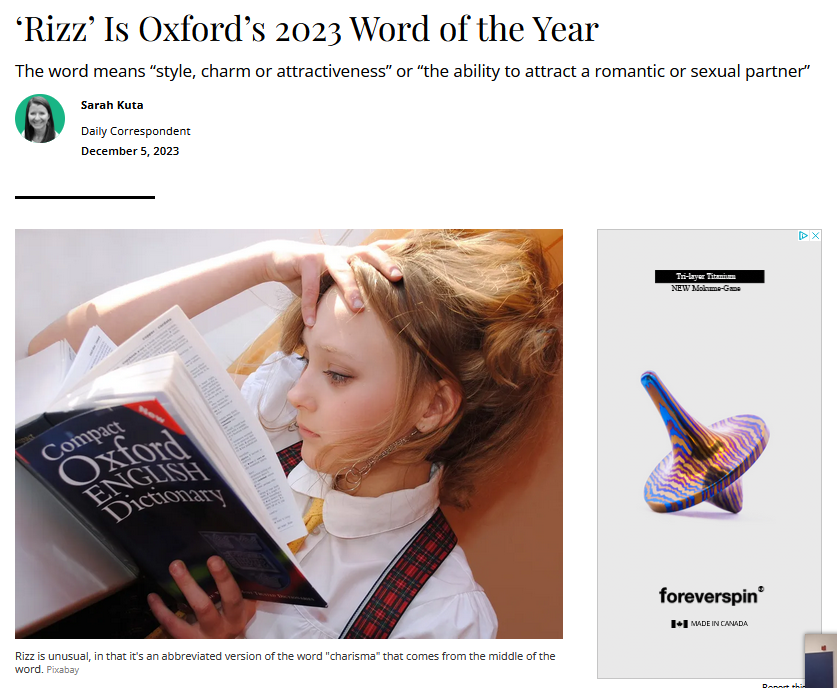 ‘Rizz’ Is Oxford’s 2023 Word of the Year
The word means “style, charm or attractiveness” or “the ability to attract a romantic or sexual partner”
Sarah Kuta
Daily Correspondent
December 5, 2023
New
Compact
Oxford
ENGLISH
Dictionary
Tri-layer Titanium
NEW Mokume-Gane
foreverspin®
MADE IN CANADA
Rizz is unusual, in that it's an abbreviated version of the word "charisma" that comes from the middle of the
word. Pixabay
Report this